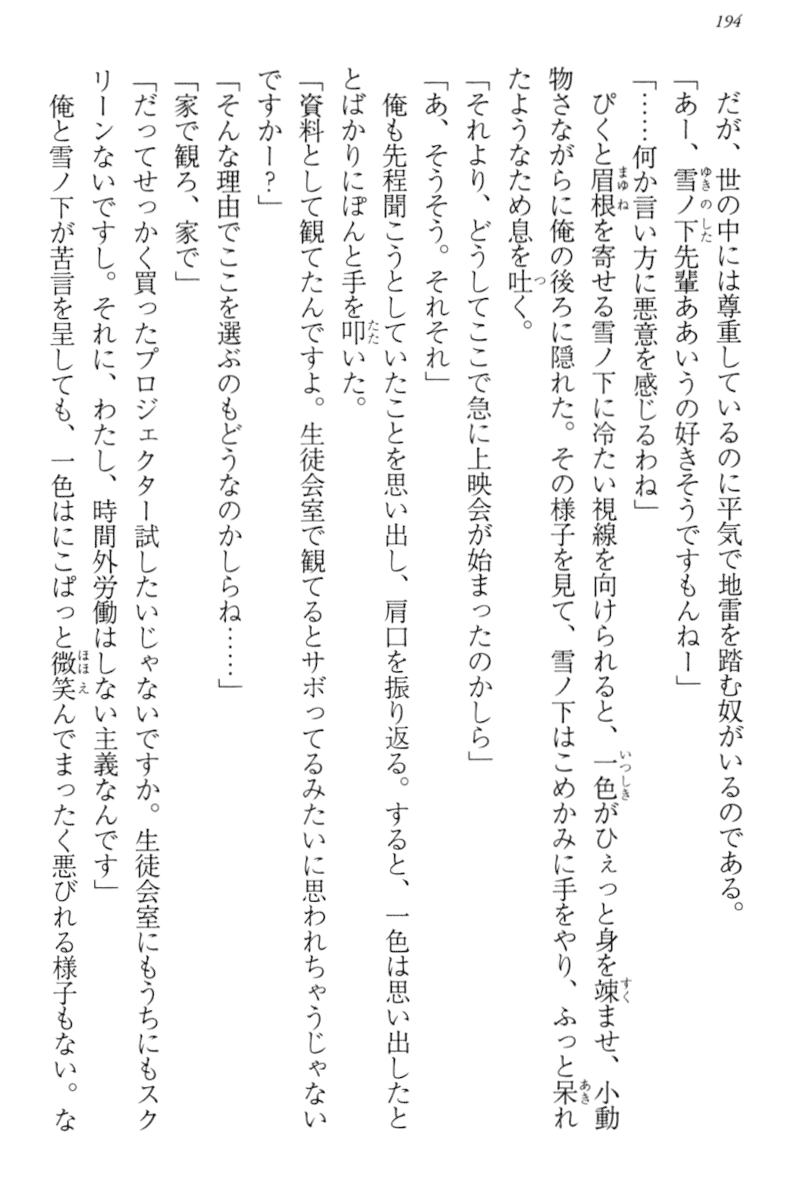 194
だが、世の中には尊重しているのに平気で地雷を踏む奴がいるのである。
「あー、雪ノ下先輩ああいうの好きそうですもんねー」
「……何か言い方に悪意を感じるわね」
ぴくと眉根を寄せる雪ノ下に冷たい視線を向けられると、一色がひぇっと身を竦ませ、小動
物さながらに俺の後ろに隠れた。その様子を見て、雪ノ下はこめかみに手をやり、ふっと呆れ
たようなため息を吐く。
「それより、どうしてここで急に上映会が始まったのかしら」
「あ、そうそう。それそれ」
俺も先程聞こうとしていたことを思い出し、肩口を振り返る。すると、一色は思い出したと
とばかりにぽんと手を叩いた。
「資料として観てたんですよ。生徒会室で観てるとサボってるみたいに思われちゃうじゃない
ですかー？」
「そんな理由でここを選ぶのもどうなのかしらね……」
「家で観ろ、家で」
「だってせっかく買ったプロジェクター試したいじゃないですか。生徒会室にもうちにもスク
リーンないですし。それに、わたし、時間外労働はしない主義なんです」
俺と雪ノ下が苦言を呈しても、一色はにこぱっと微笑んでまったく悪びれる様子もない。な